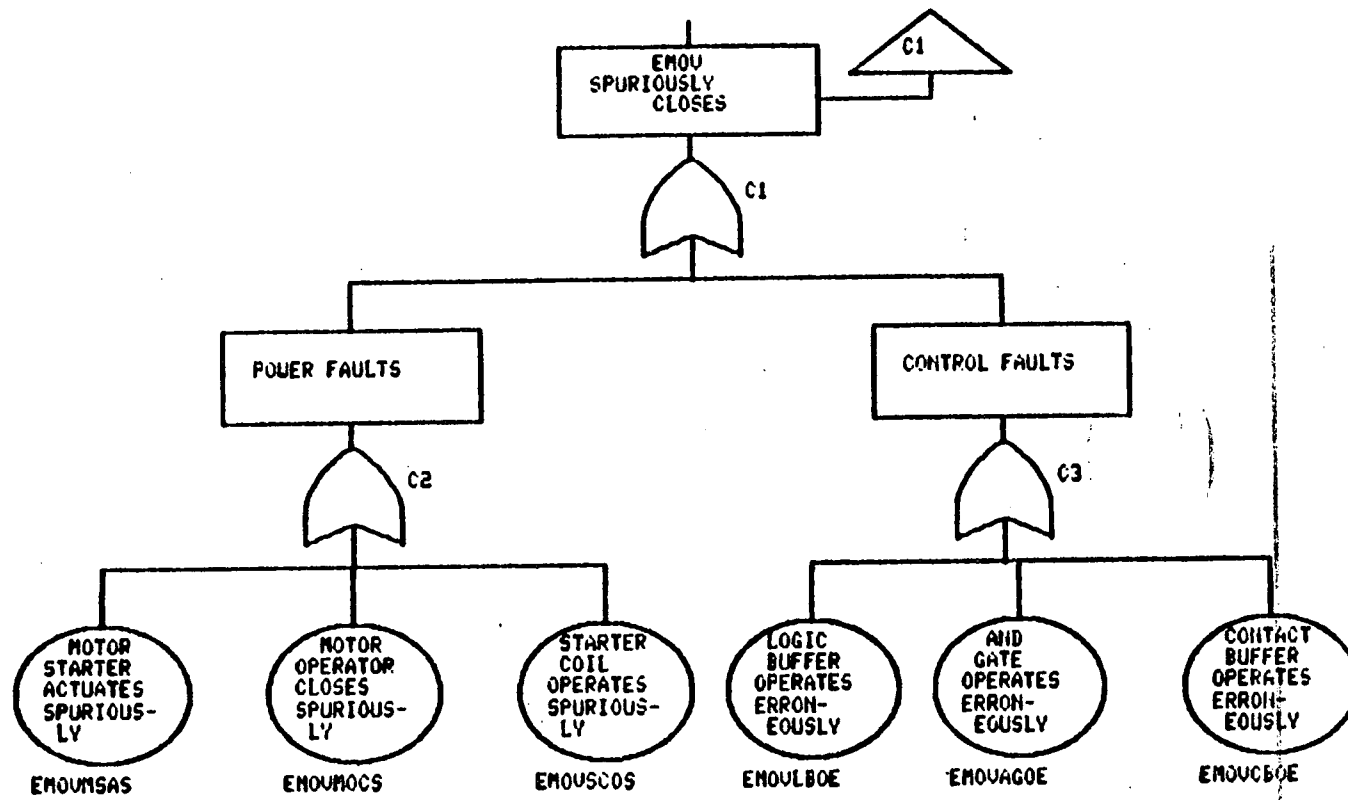 EMOV
SPURIOUSLY
CLOSES
C1
C1
POWER FAULTS
CONTROL FAULTS
C2
C3
MOTOR
STARTER
ACTUATES
SPURIOUS-
LY
MOTOR
OPERATOR
CLOSES
SPURIOUS-
LY
STARTER
COIL
OPERATES
SPURIOUS-
LY
LOGIC
BUFFER
OPERATES
ERRON-
EOUSLY
AND
GATE
OPERATES
ERRON-
EOUSLY
CONTACT
BUFFER
OPERATES
ERRON-
EOUSLY
EMOVMSAS
EMOVMOCS
EMOVSCOS
EMOVLBOE
EMOVAGOE
EMOVCBOE